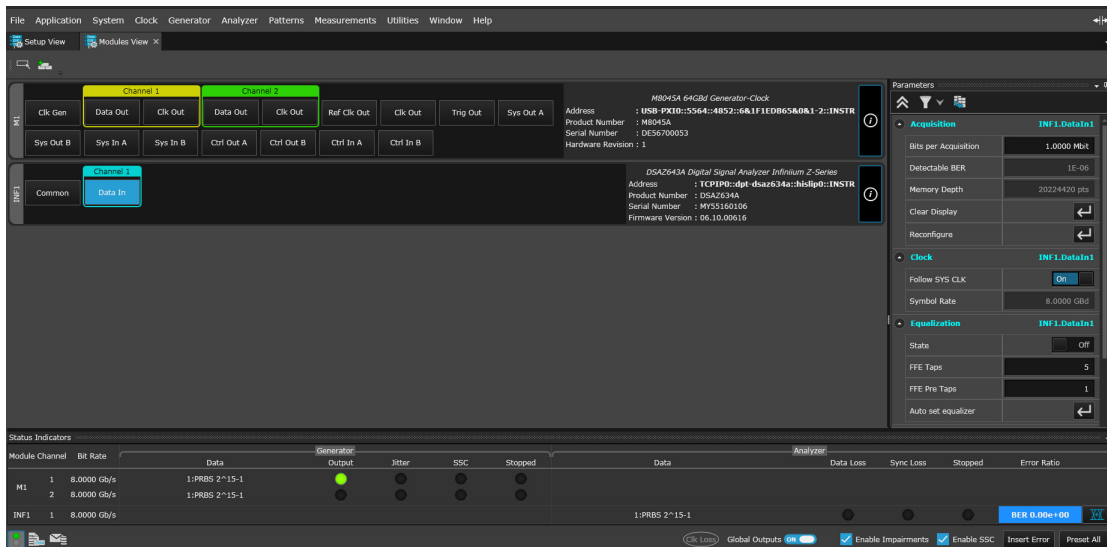 File Application System Clock Generator Analyzer Patterns Measurements Utilities Window Help
Setup View Modules View ×
Parameters
M1
Channel 1 Channel 2
Clk Gen Data Out Clk Out Data Out Clk Out Ref Clk Out Clk Out Trig Out Sys Out A
Sys Out B Sys In A Sys In B Ctrl Out A Ctrl Out B Ctrl In A Ctrl In B
M8045A 64GBd Generator-Clock
Address : USB-PXI0::5564::4852::6&1F1EDB65&0&1-2::INSTR
Product Number : M8045A
Serial Number : DE56700053
Hardware Revision : 1
INF1
Channel 1
Common Data In
DSAZ643A Digital Signal Analyzer Infiniium Z-Series
Address : TCPIP0::dpt-dsaz634a::hislip0::INSTR
Product Number : DSAZ634A
Serial Number : MY55160106
Firmware Version : 06.10.00616
Acquisition INF1.DataIn1
Bits per Acquisition 1.0000 Mbit
Detectable BER 1E-06
Memory Depth 20224420 pts
Clear Display
Reconfigure
Clock INF1.DataIn1
Follow SYS CLK On
Symbol Rate 8.0000 GBd
Equalization INF1.DataIn1
State Off
FFE Taps 5
FFE Pre Taps 1
Auto set equalizer
Status Indicators
Generator Analyzer
Module Channel Bit Rate Data Output Jitter SSC Stopped Data Data Loss Sync Loss Stopped Error Ratio
M1 1 8.0000 Gb/s 1:PRBS 2^15-1
2 8.0000 Gb/s 1:PRBS 2^15-1
INF1 1 8.0000 Gb/s 1:PRBS 2^15-1 BER 0.00e+00
Clk Loss Global Outputs ON Enable Impairments Enable SSC Insert Error Preset All